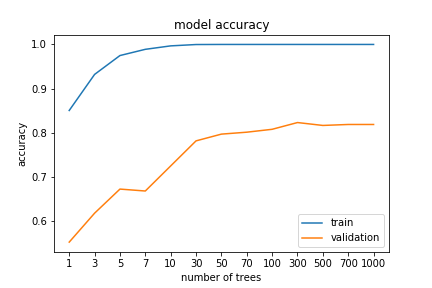 model accuracy
1.0
0.9
0.8
0.7
0.6
accuracy
train
validation
1 3 5 7 10 30 50 70 100 300 500 700 1000
number of trees